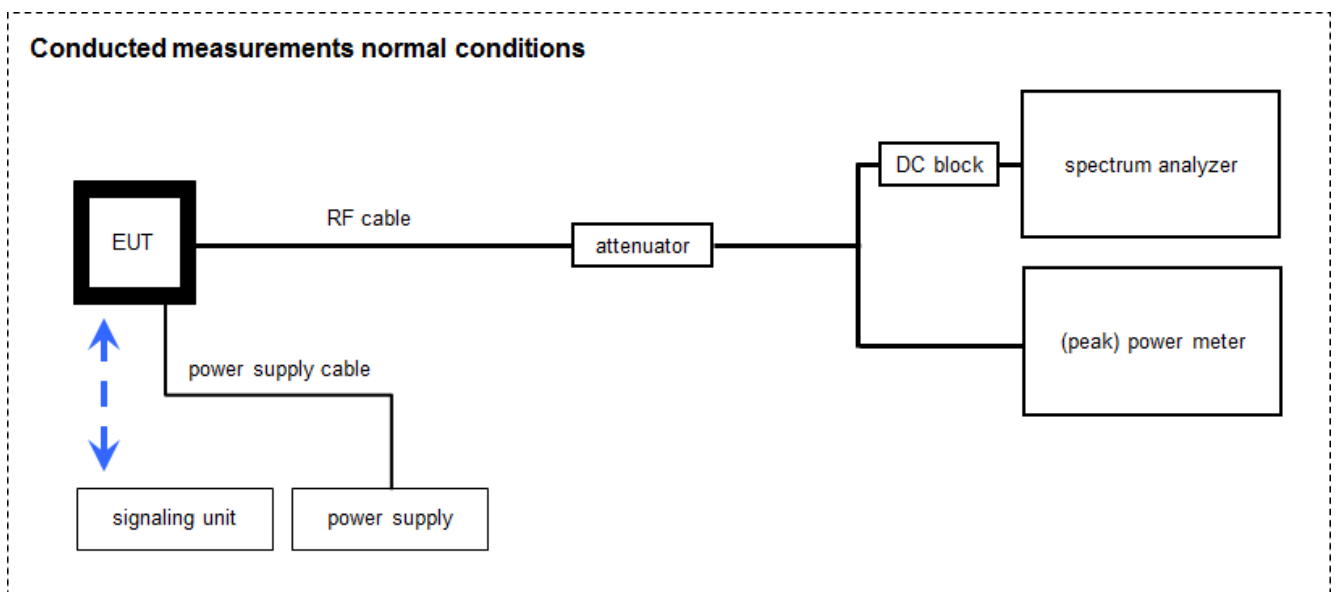 Conducted measurements normal conditions
DC block
spectrum analyzer
EUT
RF cable
attenuator
(peak) power meter
power supply cable
signaling unit
power supply